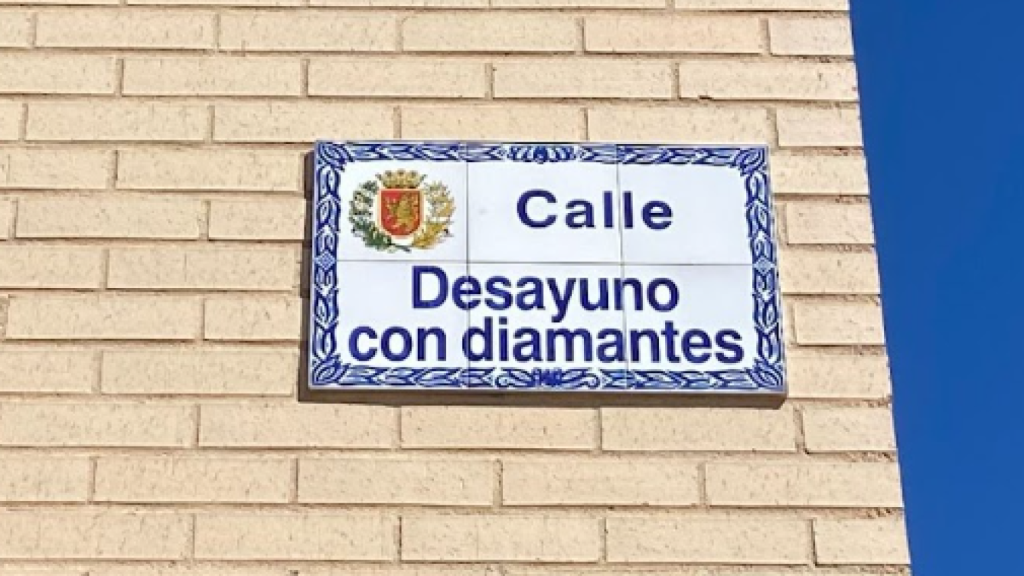 Calle
Desayuno
con diamantes